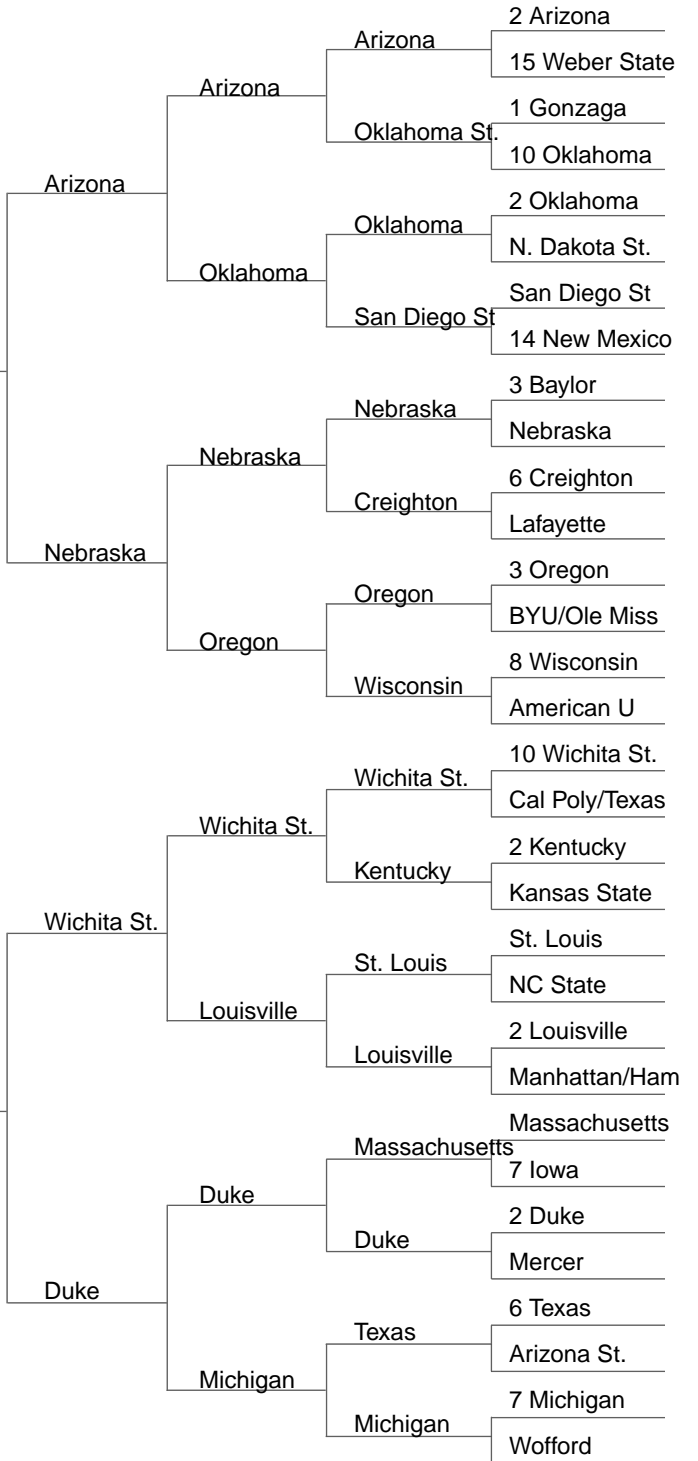 2 Arizona
Arizona
15 Weber State
Arizona
1 Gonzaga
Oklahoma St.
10 Oklahoma
Arizona
2 Oklahoma
Oklahoma
N. Dakota St.
Oklahoma
San Diego St
San Diego St
14 New Mexico
3 Baylor
Nebraska
Nebraska
Nebraska
6 Creighton
Creighton
Lafayette
Nebraska
3 Oregon
Oregon
BYU/Ole Miss
Oregon
8 Wisconsin
Wisconsin
American U
10 Wichita St.
Wichita St.
Cal Poly/Texas
Wichita St.
2 Kentucky
Kentucky
Kansas State
Wichita St.
St. Louis
St. Louis
NC State
Louisville
2 Louisville
Louisville
Manhattan/Ham
Massachusetts
Massachusetts
7 Iowa
Duke
2 Duke
Duke
Mercer
Duke
6 Texas
Texas
Arizona St.
Michigan
7 Michigan
Michigan
Wofford